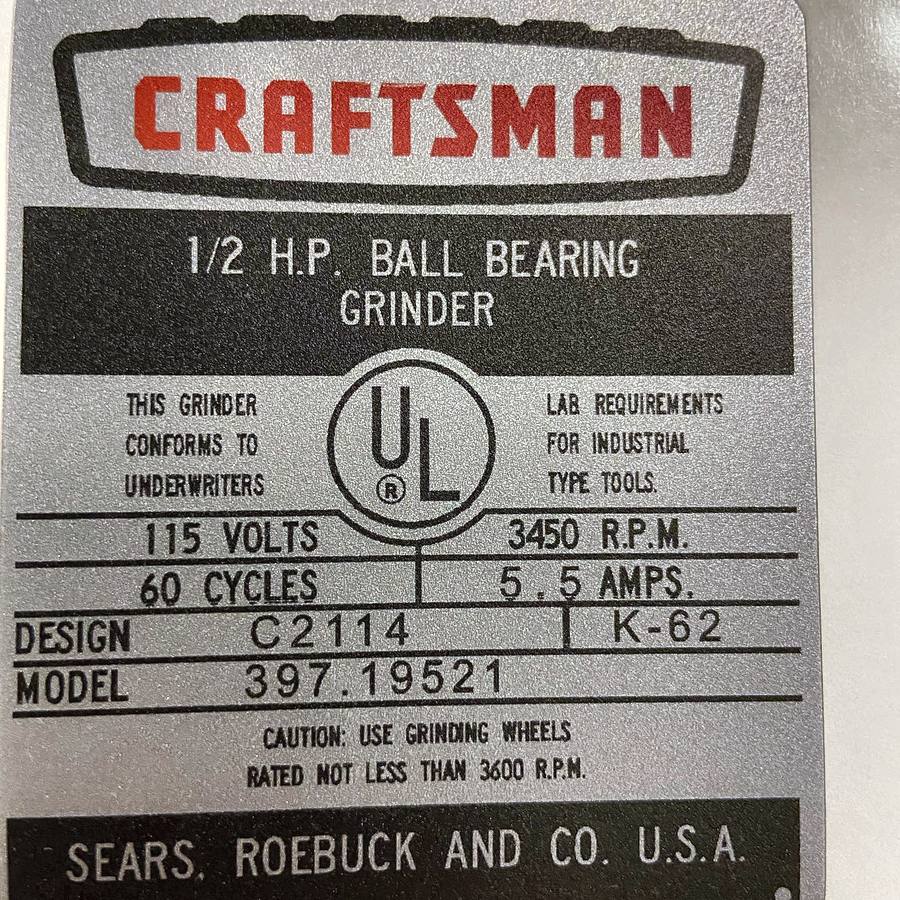 CRAFTSMAN
1/2 H.P. BALL BEARING
GRINDER
THIS GRINDER
CONFORMS TO
UNDERWRITERS
UL
®
LAB REQUIREMENTS
FOR INDUSTRIAL
TYPE TOOLS.
115 VOLTS 3450 R.P.M.
60 CYCLES 5.5 AMPS.
DESIGN C2114 K-62
MODEL 397.19521
CAUTION: USE GRINDING WHEELS
RATED NOT LESS THAN 3600 R.P.M.
SEARS, ROEBUCK AND CO. U.S.A.